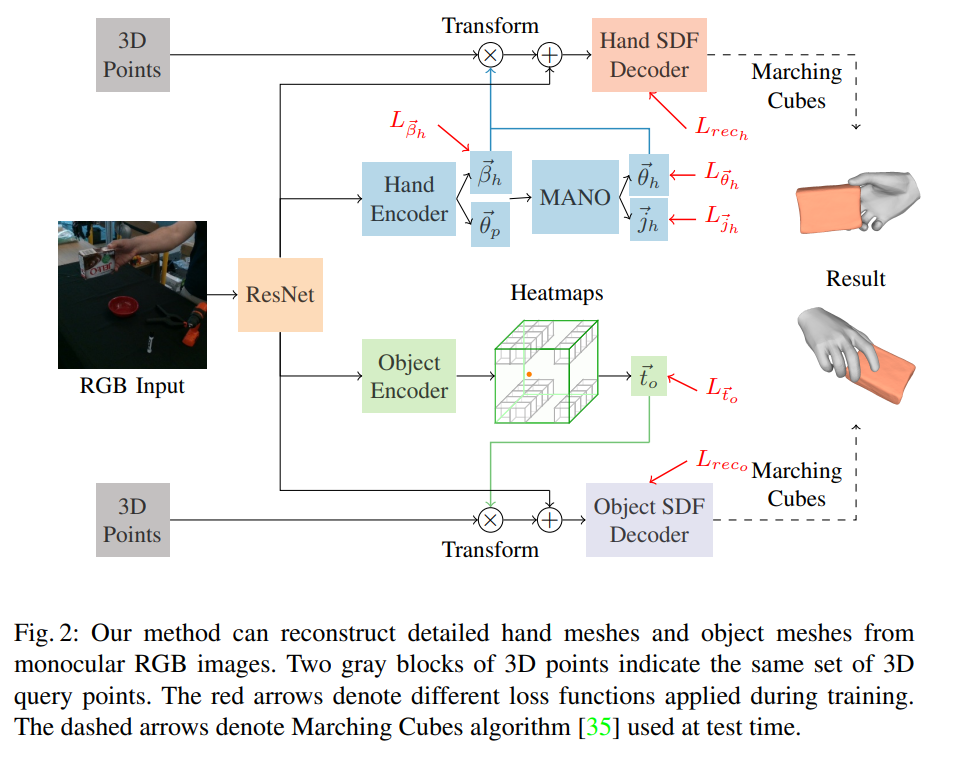 Transform
3D
Points
×
+
Hand SDF
Decoder
Marching
Cubes
L_{rec_h}
L_{\vec{β}_h}
Hand
Encoder
\vec{β}_h
\vec{θ}_p
MANO
\vec{θ}_h
\vec{j}_h
L_{\vec{θ}_h}
L_{\vec{j}_h}
ResNet
RGB Input
Result
Heatmaps
Object
Encoder
\vec{t}_o
L_{\vec{t}_o}
L_{rec_o}
Marching
Cubes
3D
Points
×
+
Object SDF
Decoder
Transform
Fig. 2: Our method can reconstruct detailed hand meshes and object meshes from
monocular RGB images. Two gray blocks of 3D points indicate the same set of 3D
query points. The red arrows denote different loss functions applied during training.
The dashed arrows denote Marching Cubes algorithm [35] used at test time.